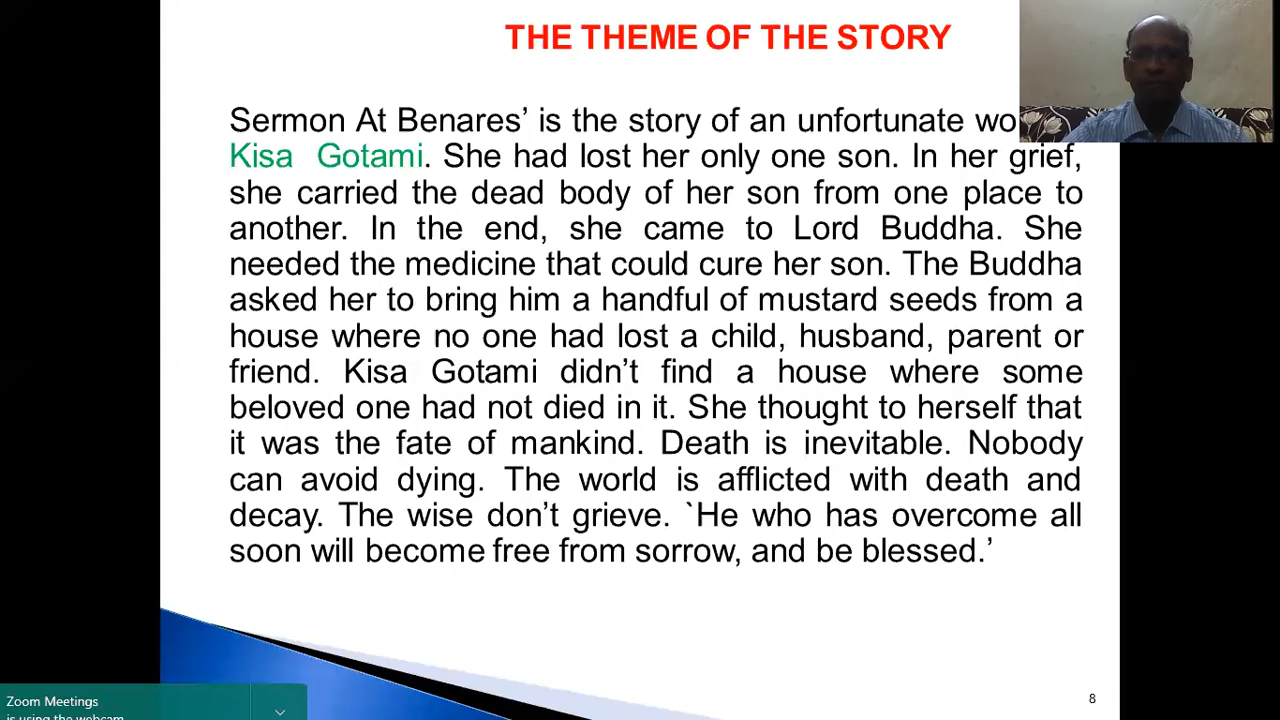 THE THEME OF THE STORY
Sermon At Benares’ is the story of an unfortunate
Kisa Gotami. She had lost her only one son. In her grief,
she carried the dead body of her son from one place to
another. In the end, she came to Lord Buddha. She
needed the medicine that could cure her son. The Buddha
asked her to bring him a handful of mustard seeds from a
house where no one had lost a child, husband, parent or
friend. Kisa Gotami didn’t find a house where some
beloved one had not died in it. She thought to herself that
it was the fate of mankind. Death is inevitable. Nobody
can avoid dying. The world is afflicted with death and
decay. The wise don’t grieve. `He who has overcome all
soon will become free from sorrow, and be blessed.’
8
Zoom Meetings
is using the webcam